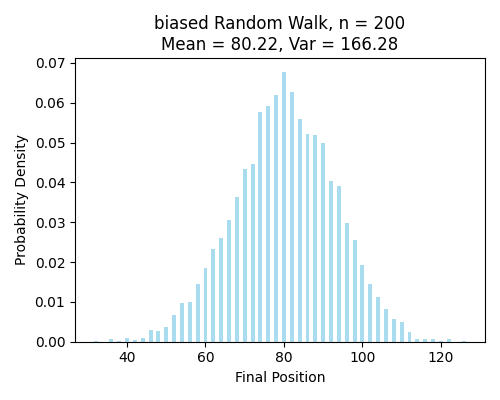 biased Random Walk, n = 200
Mean = 80.22, Var = 166.28
Probability Density
0.07
0.06
0.05
0.04
0.03
0.02
0.01
0.00
40 60 80 100 120
Final Position